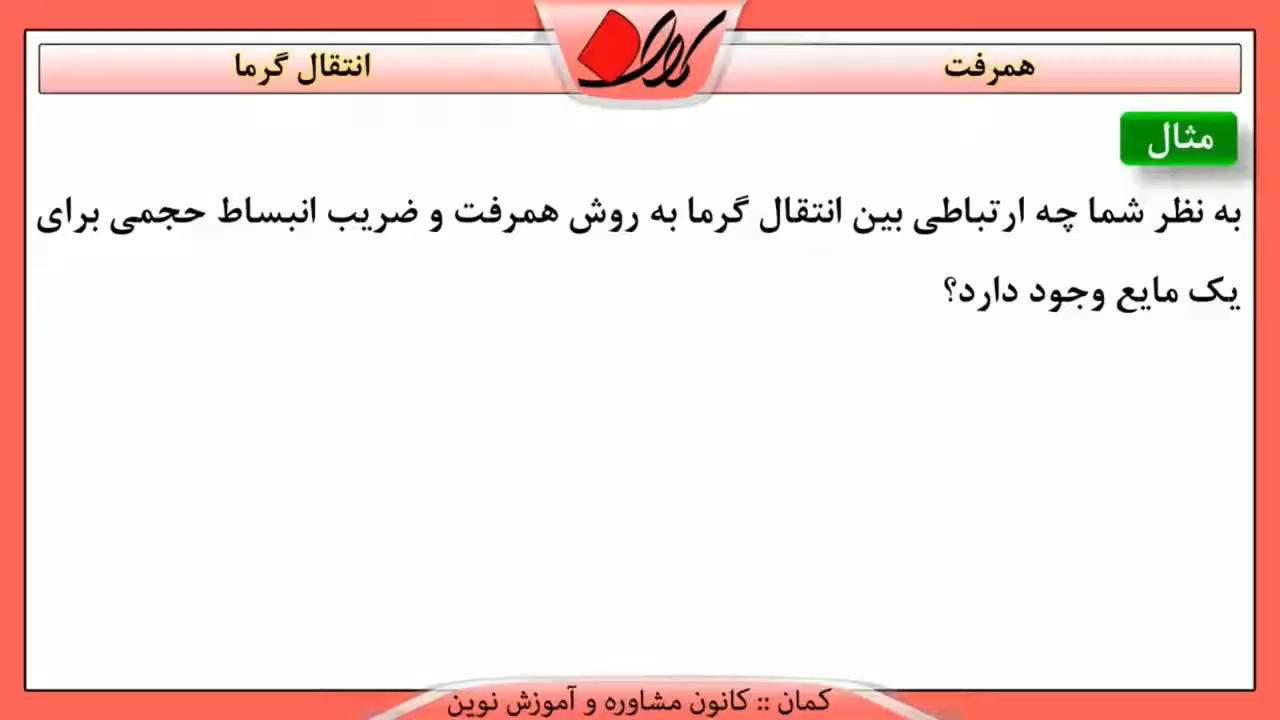 همرفت
انتقال گرما
کمان
مثال
به نظر شما چه ارتباطی بین انتقال گرما به روش همرفت و ضریب انبساط حجمی برای
یک مایع وجود دارد؟
کمان :: کانون مشاوره و آموزش نوین